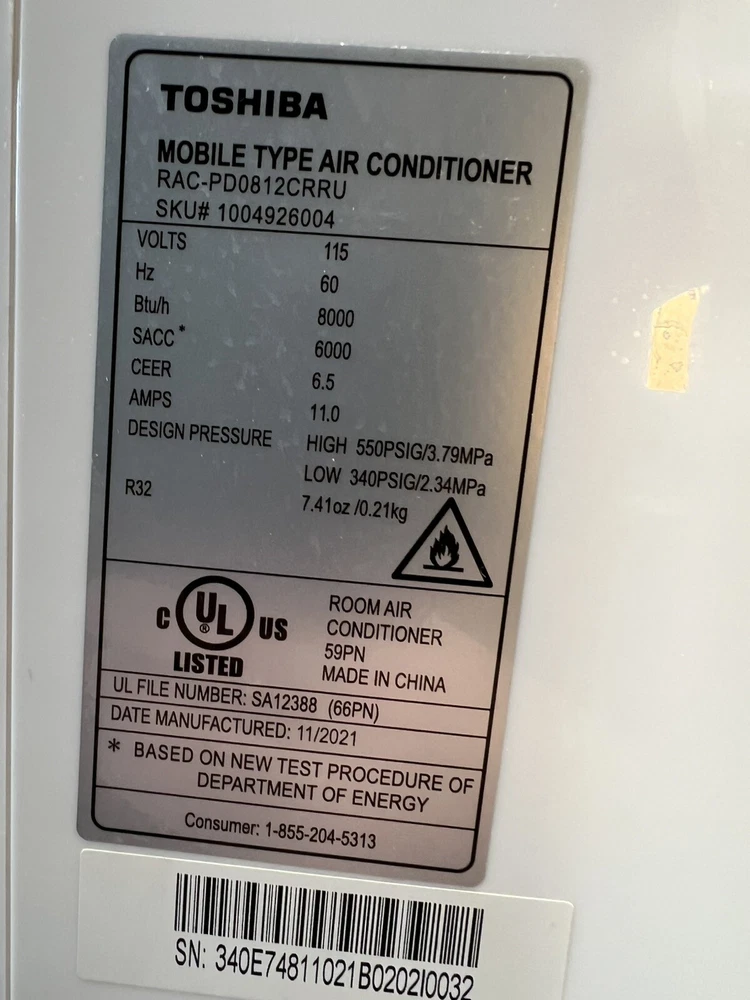 TOSHIBA
MOBILE TYPE AIR CONDITIONER
RAC-PD0812CRRU
SKU# 1004926004
VOLTS 115
Hz 60
Btu/h 8000
SACC* 6000
CEER 6.5
AMPS 11.0
DESIGN PRESSURE HIGH 550PSIG/3.79MPa
LOW 340PSIG/2.34MPa
R32 7.41oz /0.21kg
C UL ® US
LISTED
ROOM AIR
CONDITIONER
59PN
MADE IN CHINA
UL FILE NUMBER: SA12388 (66PN)
DATE MANUFACTURED: 11/2021
* BASED ON NEW TEST PROCEDURE OF
DEPARTMENT OF ENERGY
Consumer: 1-855-204-5313
SN: 340E74811021B0202I0032